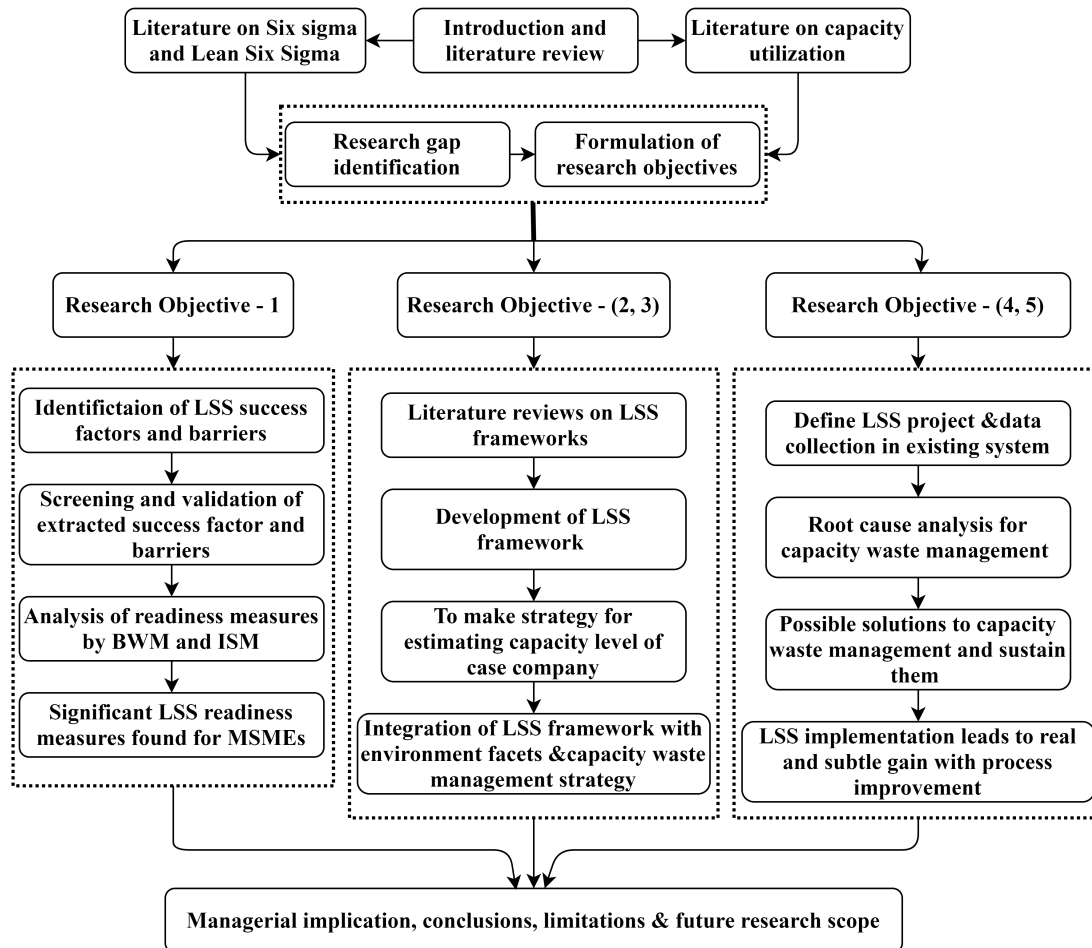 Literature on Six sigma
and Lean Six Sigma
Introduction and
literature review
Literature on capacity
utilization
Research gap
identification
Formulation of
research objectives
Research Objective - 1
Research Objective - (2, 3)
Research Objective - (4, 5)
Identifictaion of LSS success
factors and barriers
Screening and validation of
extracted success factor and
barriers
Analysis of readiness measures
by BWM and ISM
Significant LSS readiness
measures found for MSMEs
Literature reviews on LSS
frameworks
Development of LSS
framework
To make strategy for
estimating capacity level of
case company
Integration of LSS framework with
environment facets &capacity waste
management strategy
Define LSS project &data
collection in existing system
Root cause analysis for
capacity waste management
Possible solutions to capacity
waste management and sustain
them
LSS implementation leads to real
and subtle gain with process
improvement
Managerial implication, conclusions, limitations & future research scope